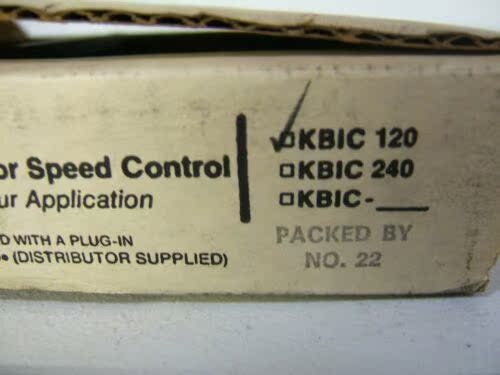 or Speed Control
ur Application
D WITH A PLUG-IN
(DISTRIBUTOR SUPPLIED)
KBIC 120
KBIC 240
KBIC-____
PACKED BY
NO. 22